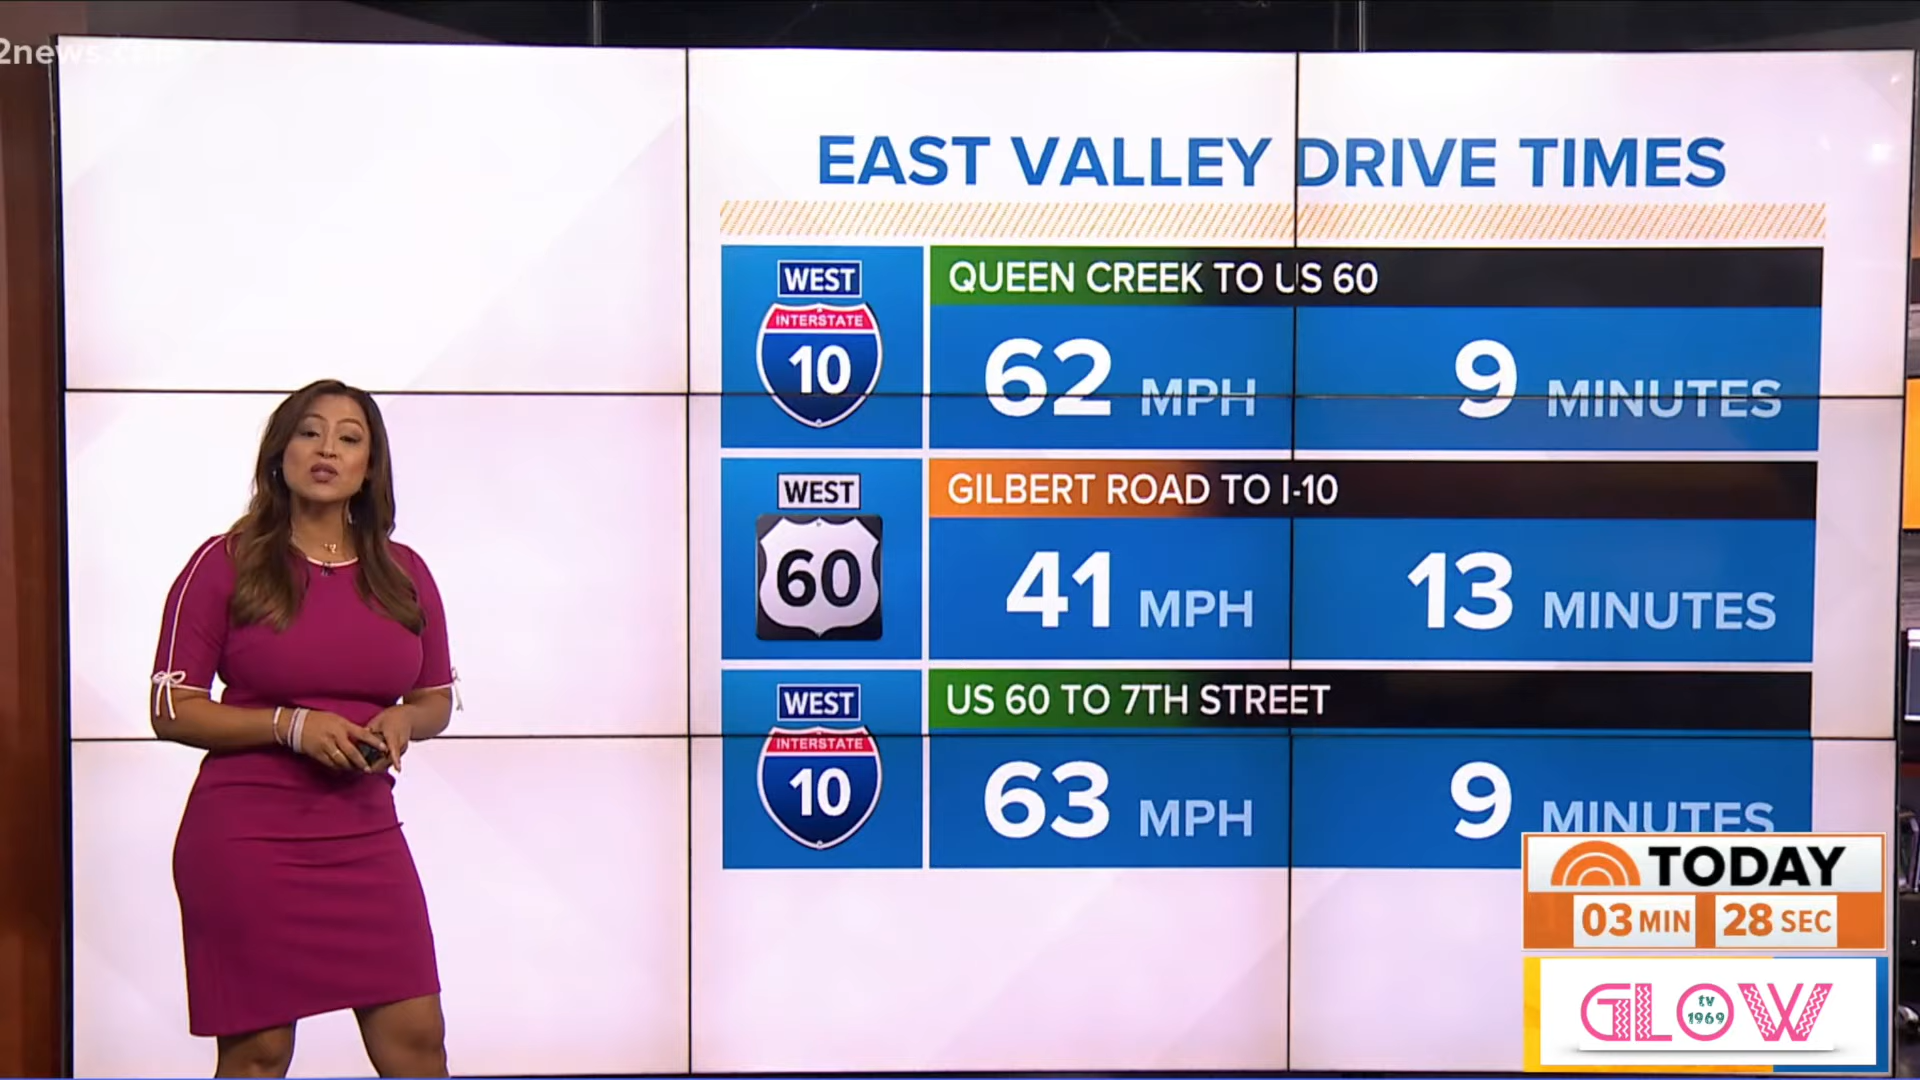 EAST VALLEY DRIVE TIMES
WEST
INTERSTATE
10
QUEEN CREEK TO US 60
62 MPH
9 MINUTES
WEST
60
GILBERT ROAD TO I-10
41 MPH
13 MINUTES
WEST
INTERSTATE
10
US 60 TO 7TH STREET
63 MPH
9 MINUTES
TODAY
03 MIN 28 SEC
GLOW
tv
1969